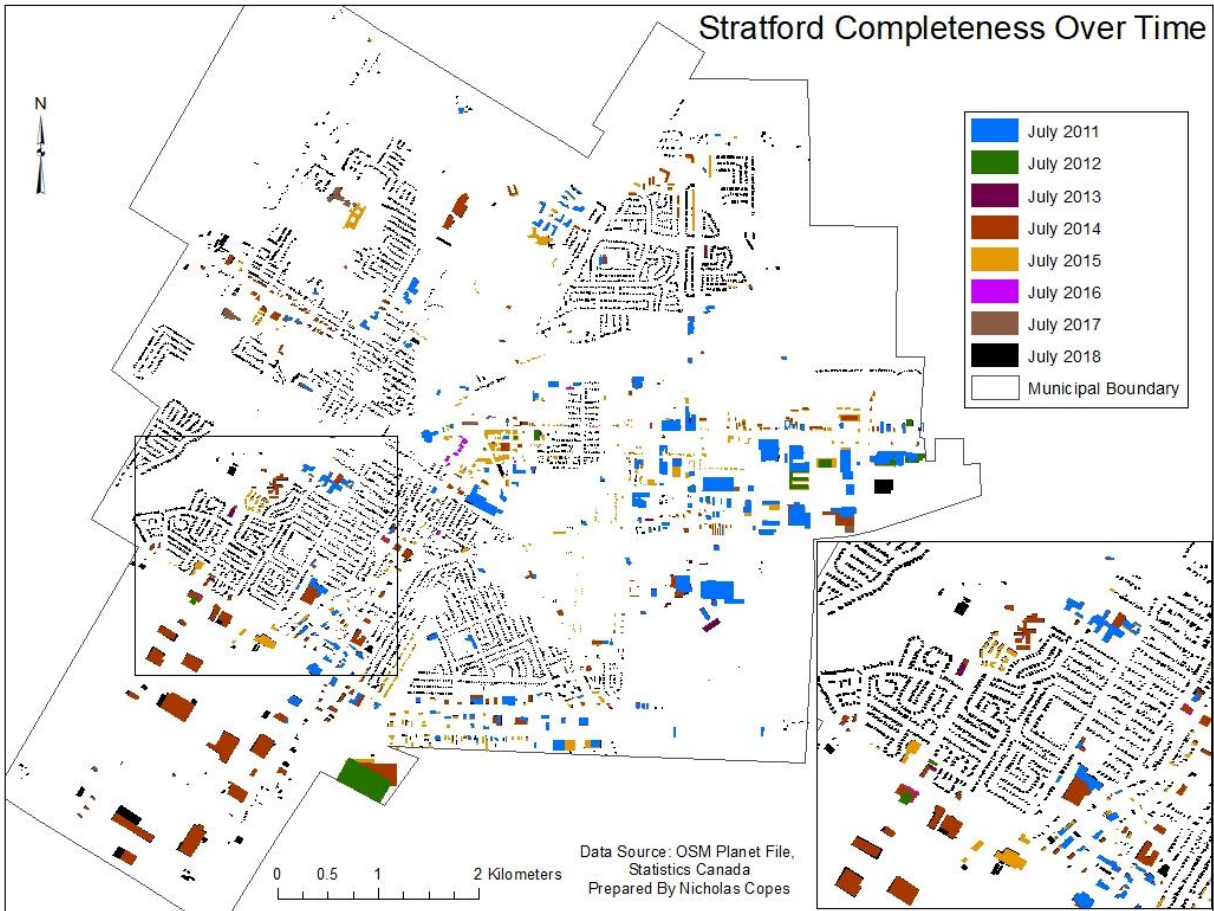 Stratford Completeness Over Time
N
July 2011
July 2012
July 2013
July 2014
July 2015
July 2016
July 2017
July 2018
Municipal Boundary
0 0.5 1 2 Kilometers
Data Source: OSM Planet File,
Statistics Canada
Prepared By Nicholas Copes